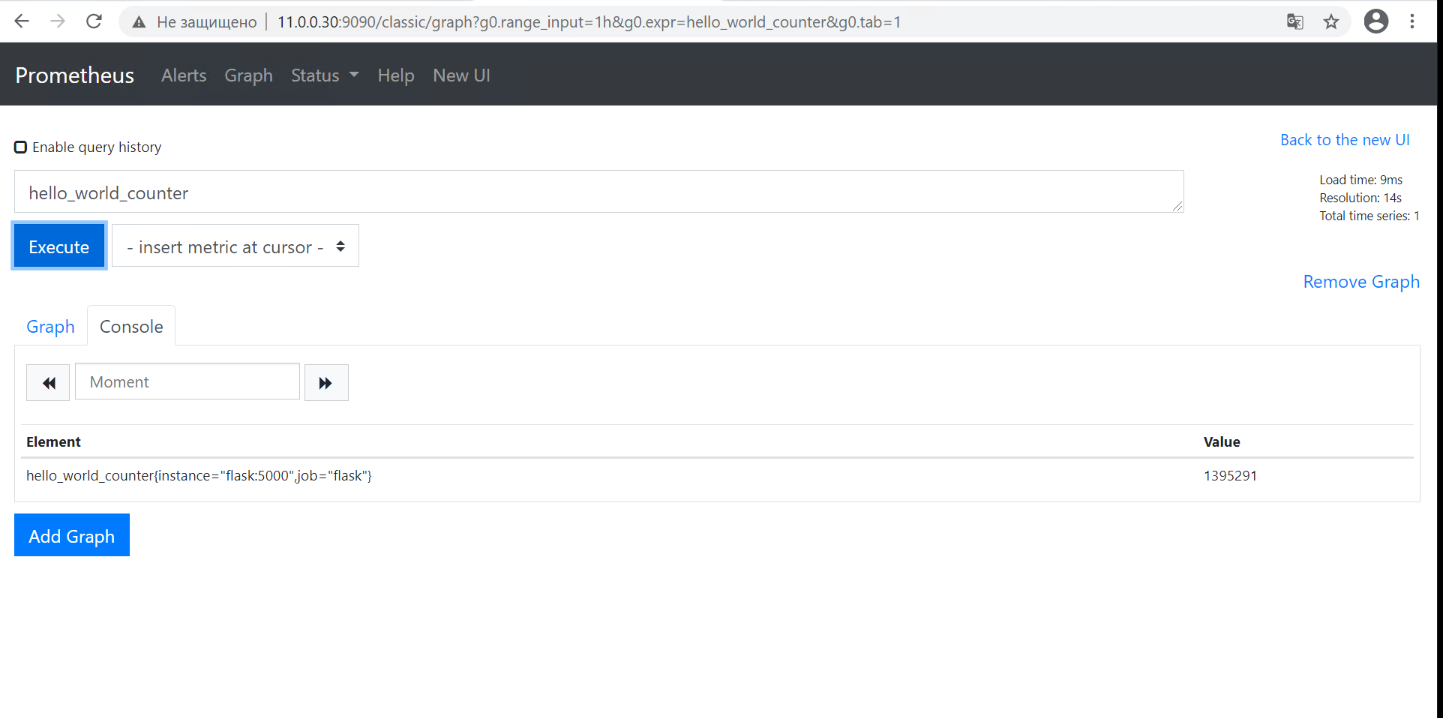 Не защищено 11.0.0.30:9090/classic/graph?g0.range_input=1h&g0.expr=hello_world_counter&g0.tab=1
Prometheus Alerts Graph Status Help New UI
Enable query history
Back to the new UI
hello_world_counter
Load time: 9ms
Resolution: 14s
Total time series: 1
Execute - insert metric at cursor -
Remove Graph
Graph Console
Moment
Element Value
hello_world_counter{instance="flask:5000",job="flask"} 1395291
Add Graph